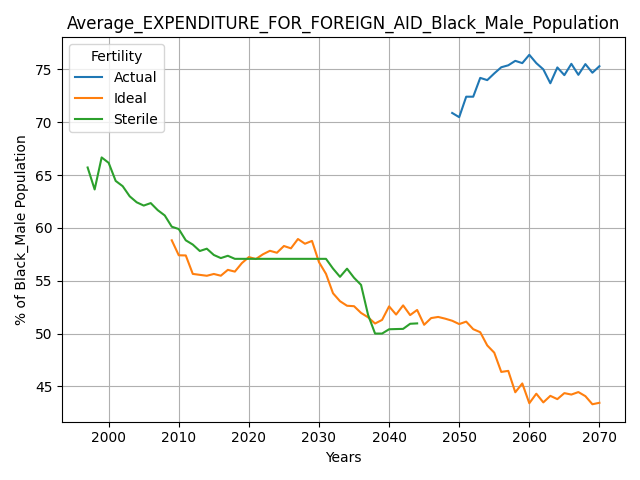 Average_EXPENDITURE_FOR_FOREIGN_AID_Black_Male_Population
Fertility
Actual
Ideal
Sterile
% of Black_Male Population
75
70
65
60
55
50
45
2000 2010 2020 2030 2040 2050 2060 2070
Years